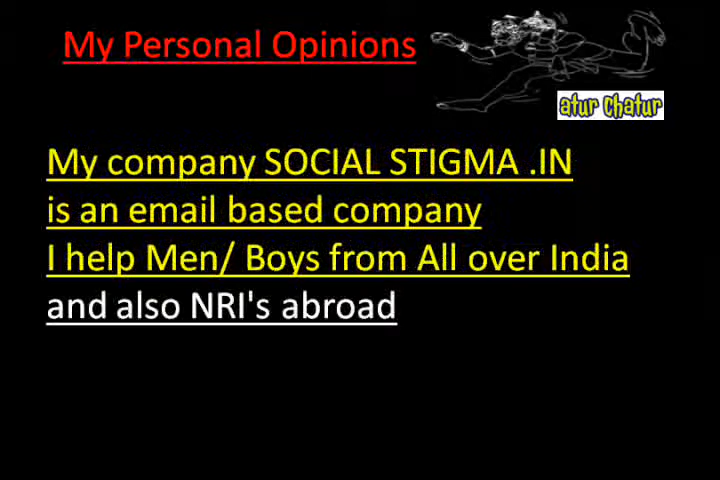 My Personal Opinions
atur chatur
My company SOCIAL STIGMA .IN
is an email based company
I help Men/ Boys from All over India
and also NRI's abroad